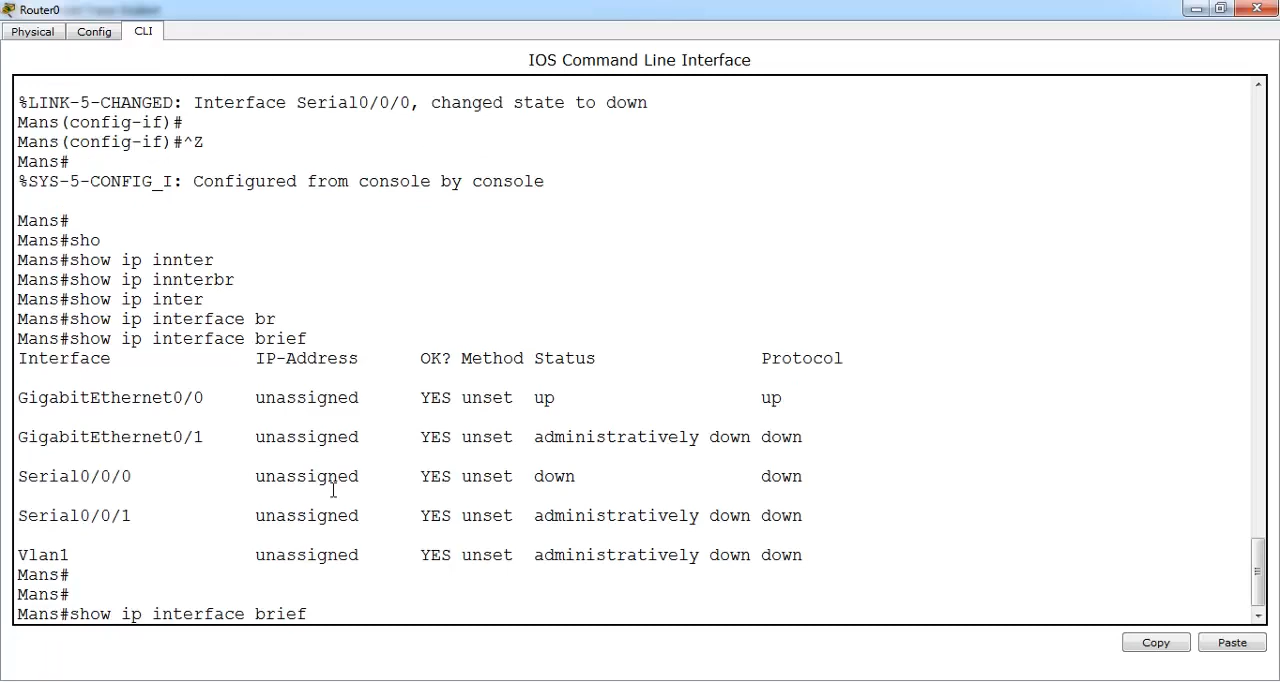 Router0
Physical Config CLI
IOS Command Line Interface
%LINK-5-CHANGED: Interface Serial0/0/0, changed state to down
Mans(config-if)#
Mans(config-if)#^Z
Mans#
%SYS-5-CONFIG_I: Configured from console by console
Mans#
Mans#sho
Mans#show ip innter
Mans#show ip innterbr
Mans#show ip inter
Mans#show ip interface br
Mans#show ip interface brief
Interface IP-Address OK? Method Status Protocol
GigabitEthernet0/0 unassigned YES unset up up
GigabitEthernet0/1 unassigned YES unset administratively down down
Serial0/0/0 unassigned YES unset down down
Serial0/0/1 unassigned YES unset administratively down down
Vlan1 unassigned YES unset administratively down down
Mans#
Mans#
Mans#show ip interface brief
Copy Paste